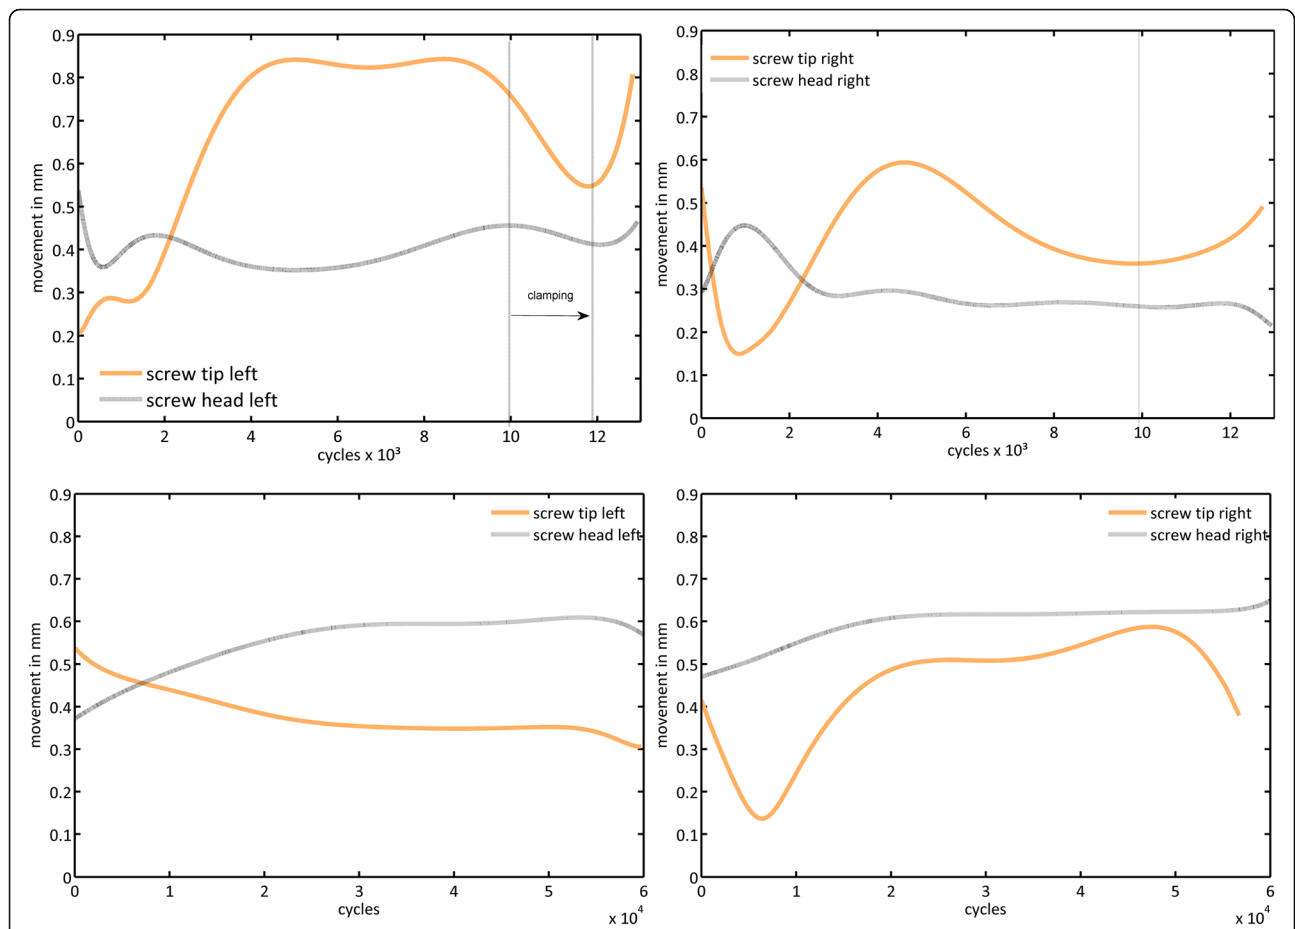 0.9
0.8
0.7
0.6
0.5
0.4
0.3
0.2
0.1
0
movement in mm
clamping
screw tip left
screw head left
0 2 4 6 8 10 12
cycles x 10³
0.9
0.8
0.7
0.6
0.5
0.4
0.3
0.2
0.1
0
movement in mm
screw tip right
screw head right
0 2 4 6 8 10 12
cycles x 10³
0.9
0.8
0.7
0.6
0.5
0.4
0.3
0.2
0.1
0
movement in mm
screw tip left
screw head left
0 1 2 3 4 5 6
cycles
x 10⁴
0.9
0.8
0.7
0.6
0.5
0.4
0.3
0.2
0.1
0
movement in mm
screw tip right
screw head right
0 1 2 3 4 5 6
cycles
x 10⁴